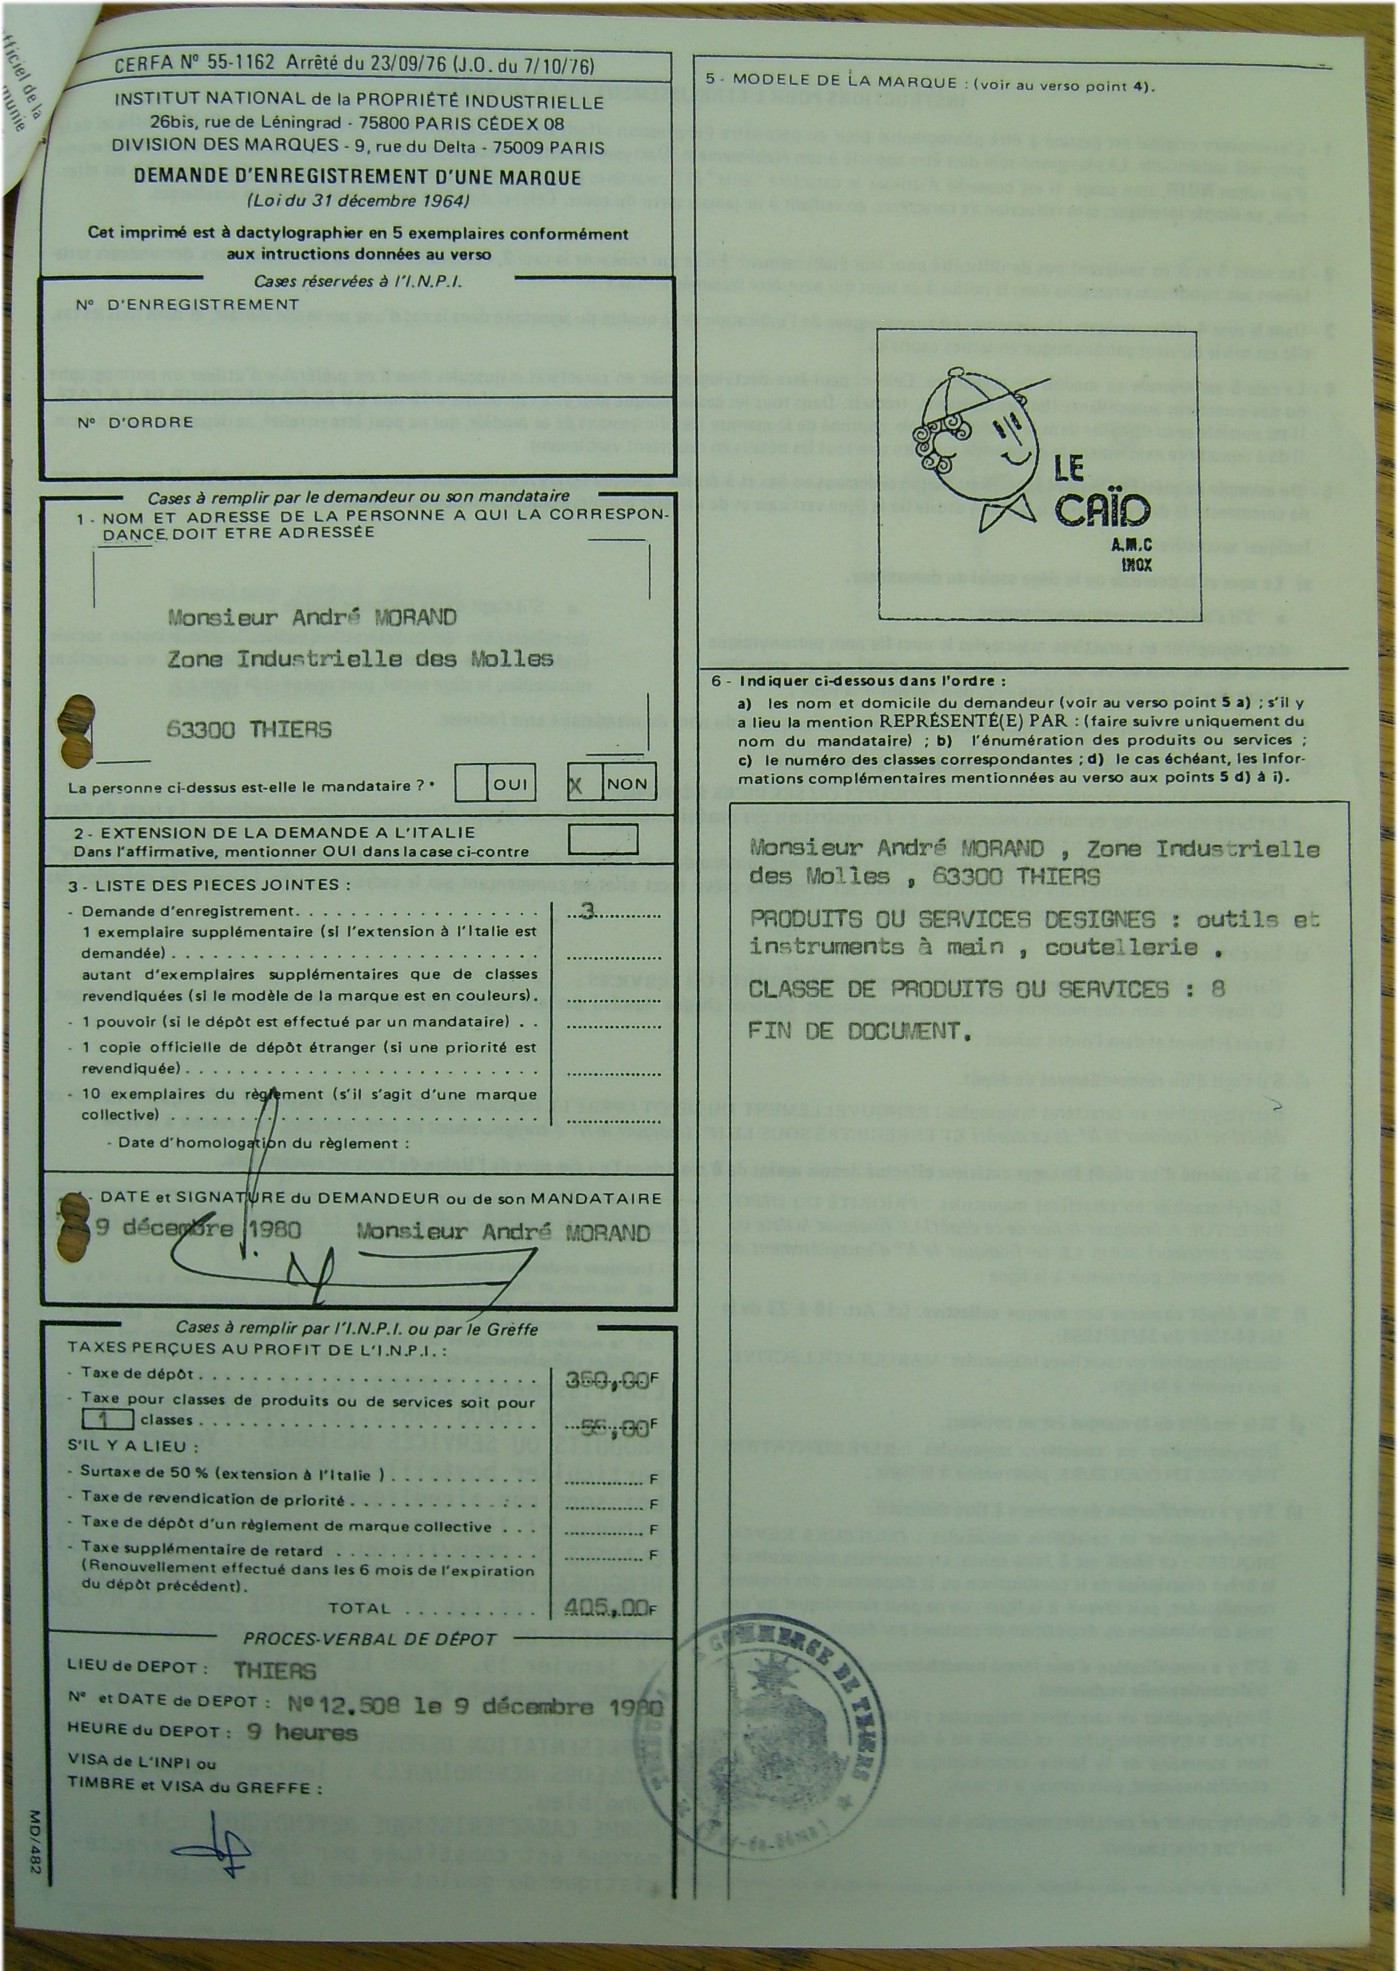 fficiel de la
munie
CERFA Nº 55-1162 Arrêté du 23/09/76 (J.O. du 7/10/76)
INSTITUT NATIONAL de la PROPRIÉTÉ INDUSTRIELLE
26bis, rue de Léningrad - 75800 PARIS CÉDEX 08
DIVISION DES MARQUES - 9, rue du Delta - 75009 PARIS
DEMANDE D'ENREGISTREMENT D'UNE MARQUE
(Loi du 31 décembre 1964)
Cet imprimé est à dactylographier en 5 exemplaires conformément
aux intructions données au verso
Cases réservées à l'I.N.P.I.
Nº D'ENREGISTREMENT
Nº D'ORDRE
Cases à remplir par le demandeur ou son mandataire
1 - NOM ET ADRESSE DE LA PERSONNE A QUI LA CORRESPON-
DANCE DOIT ETRE ADRESSÉE
Monsieur André MORAND
Zone Industrielle des Molles
63300 THIERS
La personne ci-dessus est-elle le mandataire ? * OUI X NON
2 - EXTENSION DE LA DEMANDE A L'ITALIE
Dans l'affirmative, mentionner OUI dans la case ci-contre
3 - LISTE DES PIECES JOINTES :
- Demande d'enregistrement. . . . . . . . . . . . . . . . . . 3
1 exemplaire supplémentaire (si l'extension à l'Italie est
demandée) . . . . . . . . . . . . . . . . . . . . . . . . . . .
autant d'exemplaires supplémentaires que de classes
revendiquées (si le modèle de la marque est en couleurs).
- 1 pouvoir (si le dépôt est effectué par un mandataire) . .
- 1 copie officielle de dépôt étranger (si une priorité est
revendiquée) . . . . . . . . . . . . . . . . . . . . . . . . . .
- 10 exemplaires du règlement (s'il s'agit d'une marque
collective) . . . . . . . . . . . . . . . . . . . . . . . . . . .
- Date d'homologation du règlement :
- DATE et SIGNATURE du DEMANDEUR ou de son MANDATAIRE
9 décembre 1980 Monsieur André MORAND
Cases à remplir par l'I.N.P.I. ou par le Greffe
TAXES PERÇUES AU PROFIT DE L'I.N.P.I. :
- Taxe de dépôt . . . . . . . . . . . . . . . . . . . . . . . . 350,00 F
- Taxe pour classes de produits ou de services soit pour
1 classes . . . . . . . . . . . . . . . . . . . . . . . . 55,00 F
S'IL Y A LIEU :
- Surtaxe de 50 % (extension à l'Italie ) . . . . . . . . . . . F
- Taxe de revendication de priorité . . . . . . . . . . . . . . F
- Taxe de dépôt d'un règlement de marque collective . . . F
- Taxe supplémentaire de retard . . . . . . . . . . . . . . . F
(Renouvellement effectué dans les 6 mois de l'expiration
du dépôt précédent).
TOTAL . . . . . . . . . . 405,00 F
PROCES-VERBAL DE DÉPOT
LIEU de DEPOT : THIERS
Nº et DATE de DEPOT : Nº 12.508 le 9 décembre 1980
HEURE du DEPOT : 9 heures
VISA de L'INPI ou
TIMBRE et VISA du GREFFE :
MD/482
5 - MODELE DE LA MARQUE : (voir au verso point 4).
LE
CAÏD
A.M.C
INOX
6 - Indiquer ci-dessous dans l'ordre :
a) les nom et domicile du demandeur (voir au verso point 5 a) ; s'il y
a lieu la mention REPRÉSENTÉ(E) PAR : (faire suivre uniquement du
nom du mandataire) ; b) l'énumération des produits ou services ;
c) le numéro des classes correspondantes ; d) le cas échéant, les Infor-
mations complémentaires mentionnées au verso aux points 5 d) à i).
Monsieur André MORAND , Zone Industrielle
des Molles , 63300 THIERS
PRODUITS OU SERVICES DESIGNES : outils et
instruments à main , coutellerie .
CLASSE DE PRODUITS OU SERVICES : 8
FIN DE DOCUMENT.
COMMERCE DE THIERS